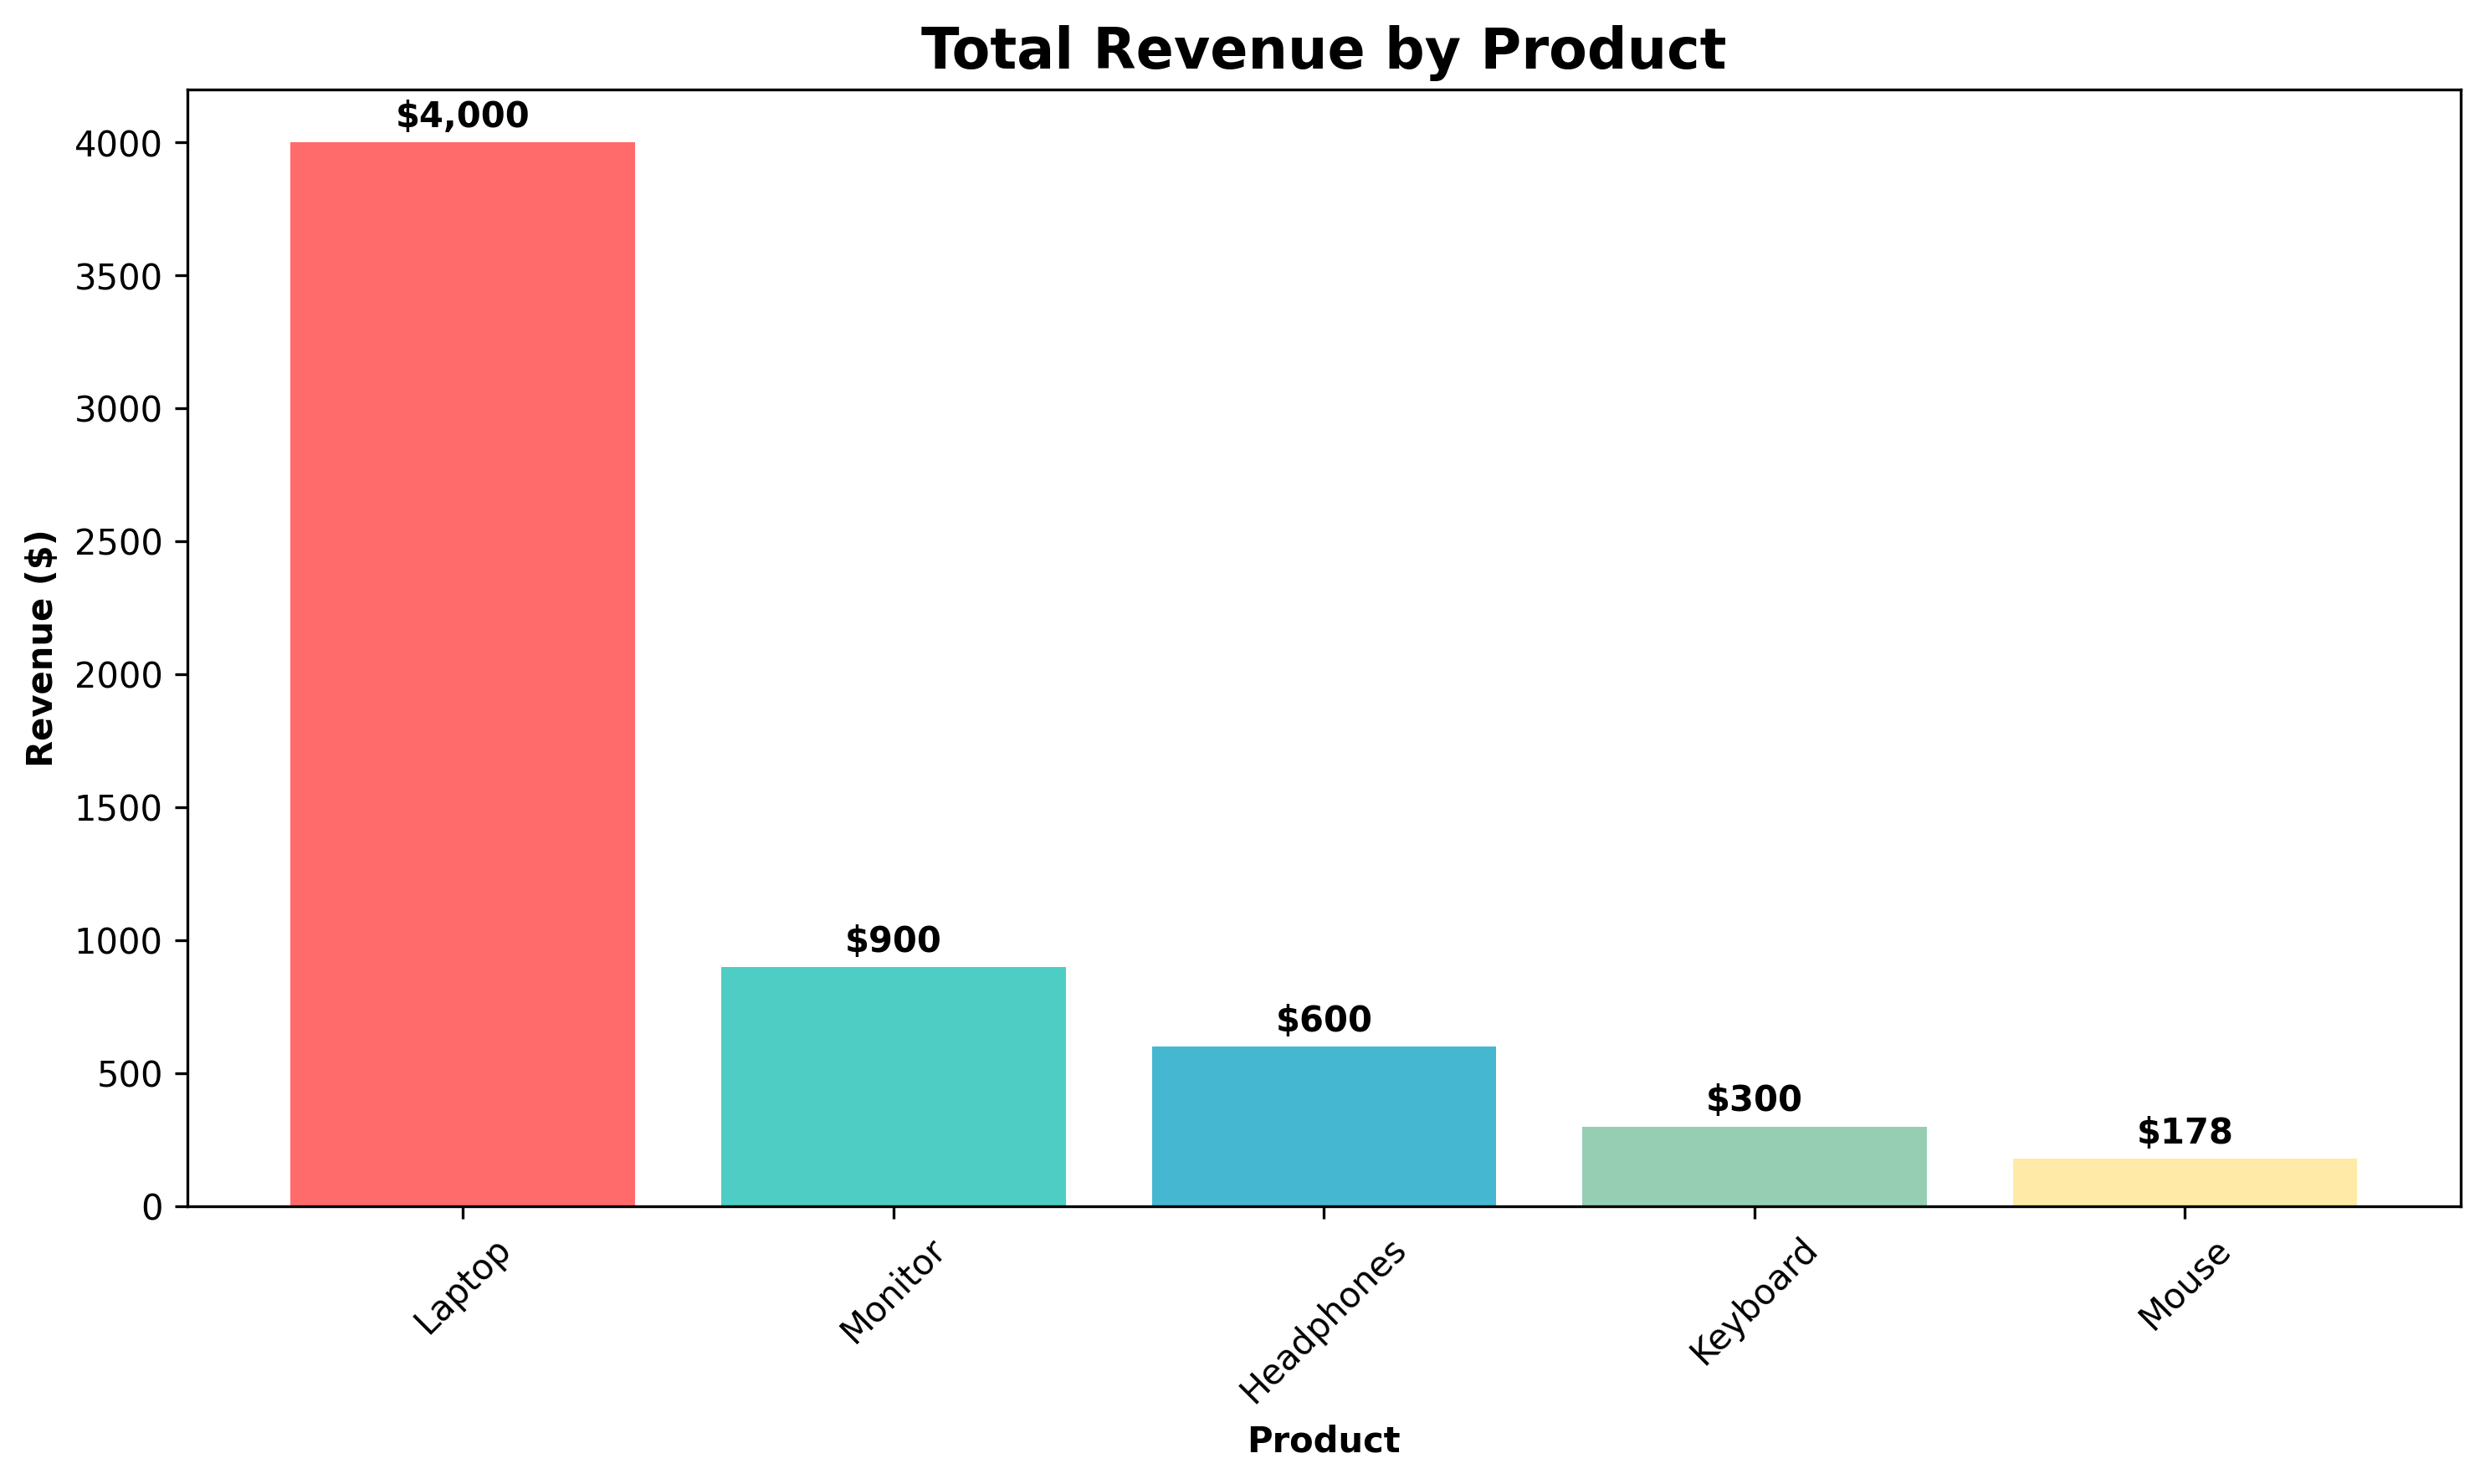 Total Revenue by Product
Revenue ($)
4000
3500
3000
2500
2000
1500
1000
500
0
$4,000
$900
$600
$300
$178
Laptop
Monitor
Headphones
Keyboard
Mouse
Product